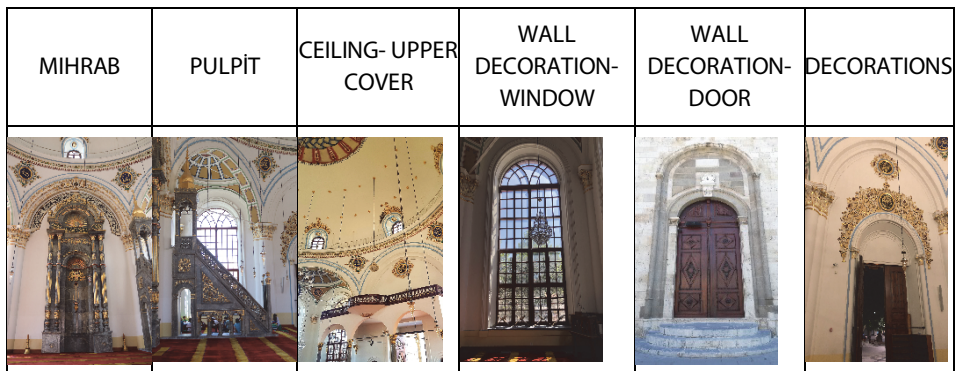 MIHRAB
PULPİT
CEILING- UPPER
COVER
WALL
DECORATION-
WINDOW
WALL
DECORATION-
DOOR
DECORATIONS